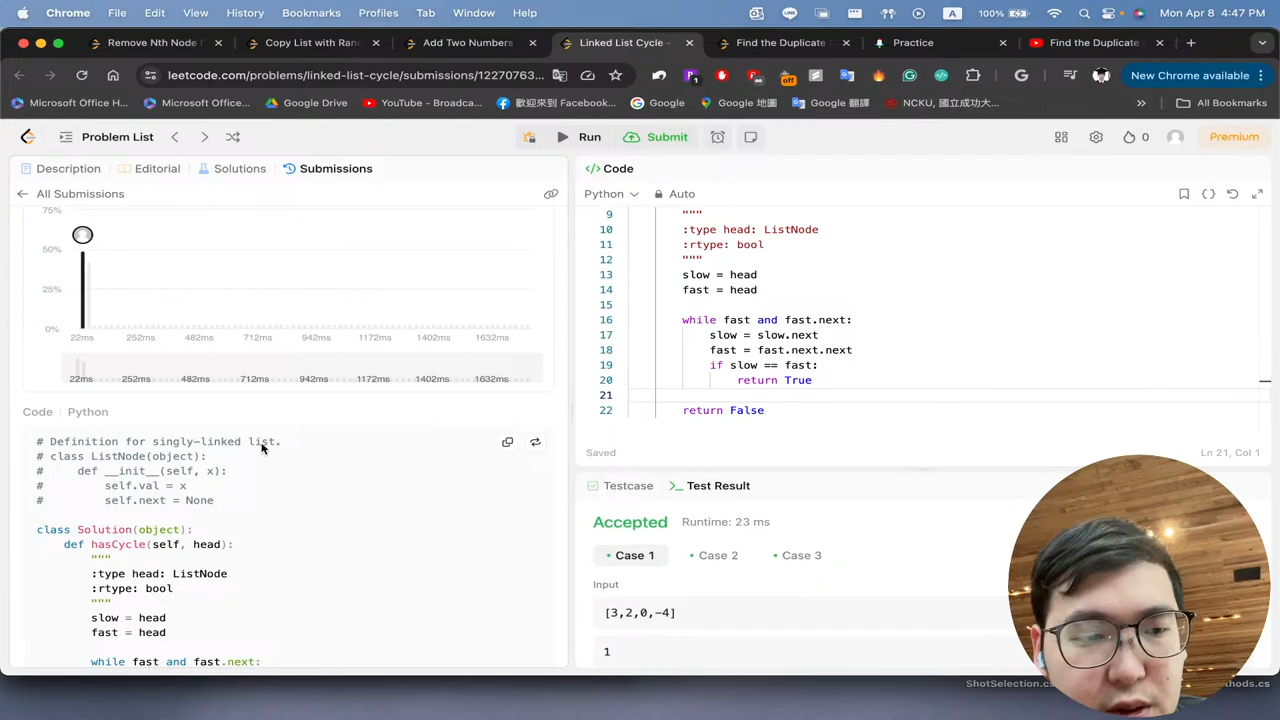 Chrome File Edit View History Bookmarks Profiles Tab Window Help A 100% Mon Apr 8 4:47 PM
Remove Nth Node F Copy List with Ran Add Two Numbers Linked List Cycle - Find the Duplicate Practice Find the Duplicate
leetcode.com/problems/linked-list-cycle/submissions/12270763... 1 off New Chrome available
Microsoft Office H... Microsoft Office... Google Drive YouTube - Broadca... 歡迎來到 Facebook... Google Google 地圖 Google 翻譯 NCKU, 國立成功大... » All Bookmarks
Problem List Run Submit 0 Premium
Description Editorial Solutions Submissions
All Submissions
75%
50%
25%
0%
22ms 252ms 482ms 712ms 942ms 1172ms 1402ms 1632ms
22ms 252ms 482ms 712ms 942ms 1172ms 1402ms 1632ms
Code Python
# Definition for singly-linked list.
# class ListNode(object):
# def __init__(self, x):
# self.val = x
# self.next = None
class Solution(object):
def hasCycle(self, head):
"""
:type head: ListNode
:rtype: bool
"""
slow = head
fast = head
while fast and fast.next:
</> Code
Python Auto
9 """
10 :type head: ListNode
11 :rtype: bool
12 """
13 slow = head
14 fast = head
15
16 while fast and fast.next:
17 slow = slow.next
18 fast = fast.next.next
19 if slow == fast:
20 return True
21
22 return False
Saved Ln 21, Col 1
Testcase >_ Test Result
Accepted Runtime: 23 ms
Case 1 Case 2 Case 3
Input
[3,2,0,-4]
1
ShotSelection.cs thods.cs